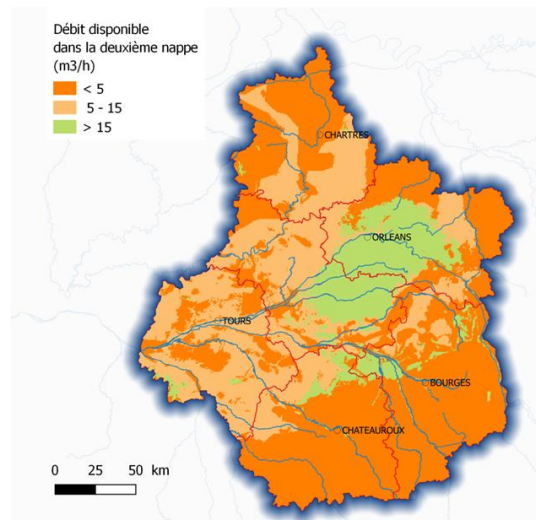 Débit disponible
dans la deuxième nappe
(m3/h)
< 5
5 - 15
> 15
CHARTRES
ORLEANS
TOURS
BOURGES
CHATEAUROUX
0 25 50 km